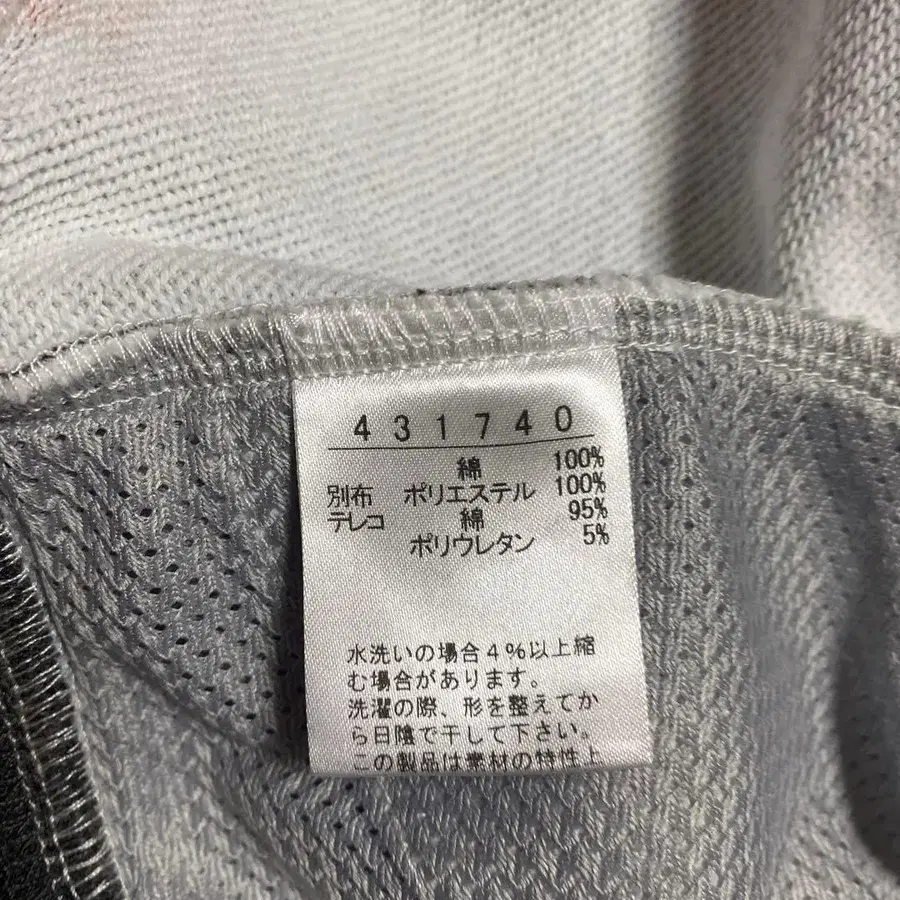 431740
綿 100%
別布 ポリエステル 100%
テレコ 綿 95%
ポリウレタン 5%
水洗いの場合4%以上縮
む場合があります。
洗濯の際、形を整えてか
ら日陰で干して下さい。
この製品は素材の特性上